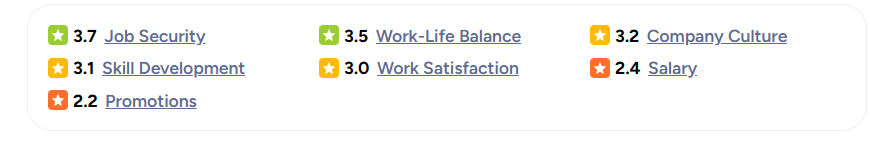 3.7 Job Security 3.5 Work-Life Balance 3.2 Company Culture
3.1 Skill Development 3.0 Work Satisfaction 2.4 Salary
2.2 Promotions